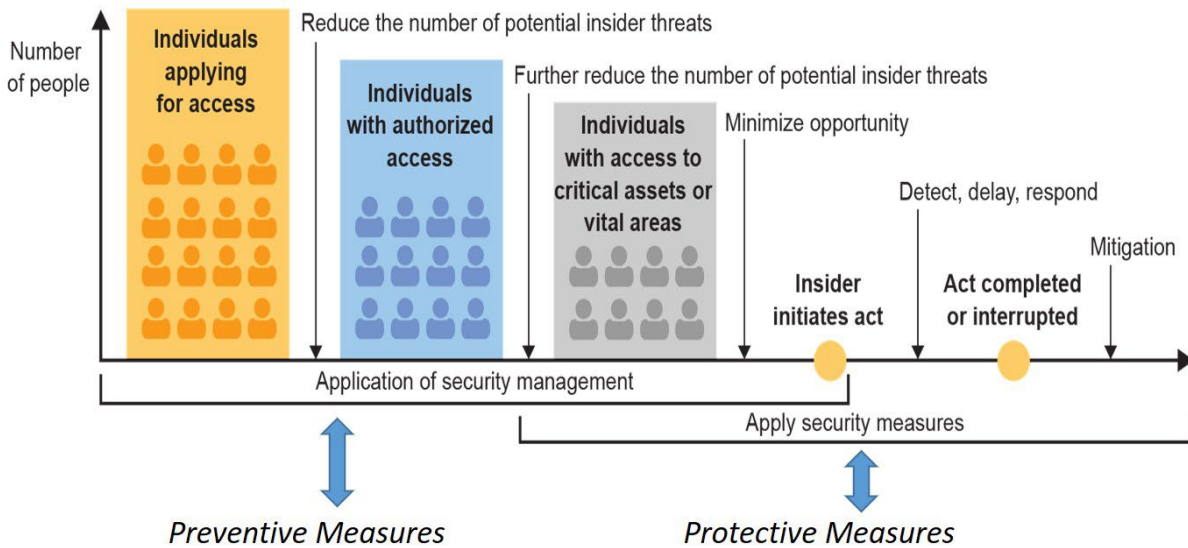 Number
of people
Individuals
applying
for access
Reduce the number of potential insider threats
Individuals
with authorized
access
Further reduce the number of potential insider threats
Individuals
with access to
critical assets or
vital areas
Minimize opportunity
Insider
initiates act
Detect, delay, respond
Act completed
or interrupted
Mitigation
Application of security management
Apply security measures
Preventive Measures
Protective Measures